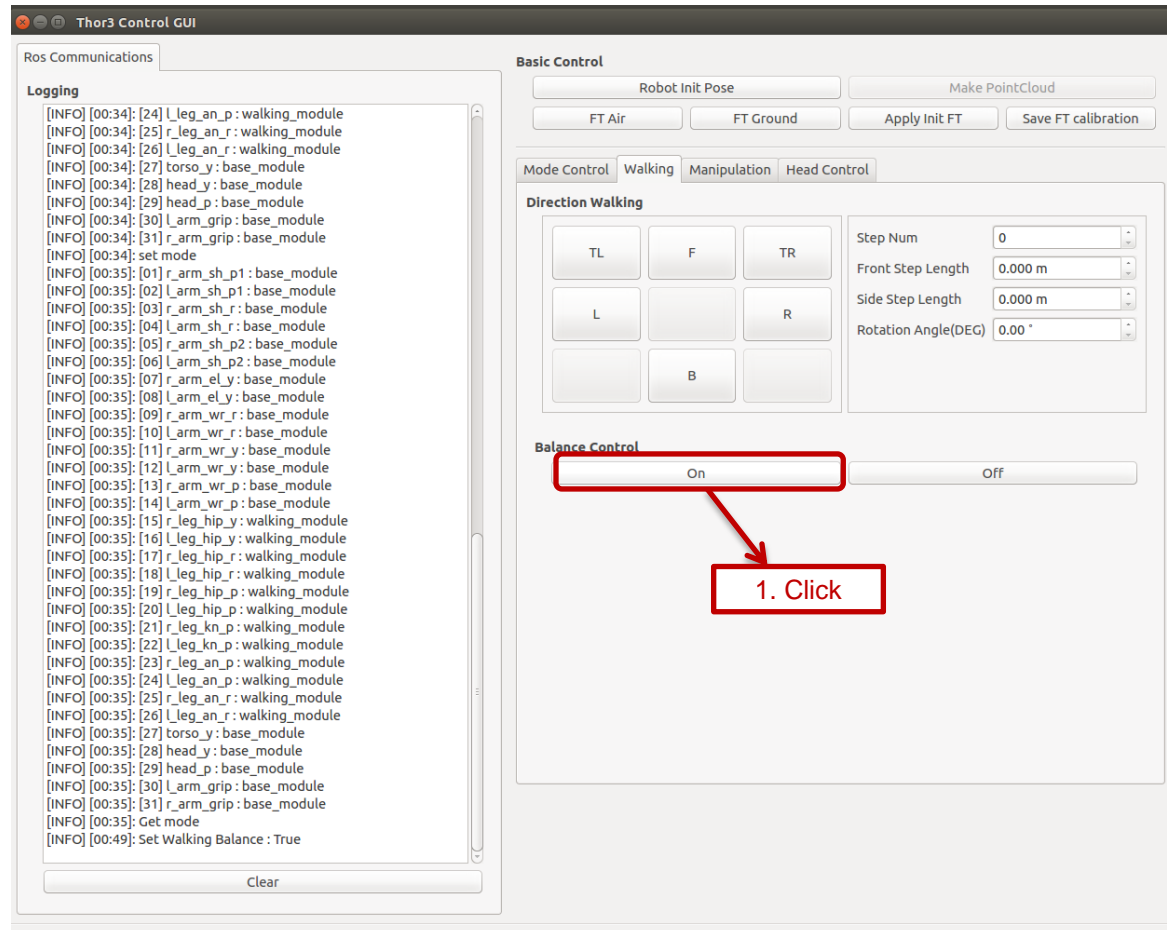 Thor3 Control GUI
Ros Communications
Logging
[INFO] [00:34]: [24] l_leg_an_p : walking_module
[INFO] [00:34]: [25] r_leg_an_r : walking_module
[INFO] [00:34]: [26] l_leg_an_r : walking_module
[INFO] [00:34]: [27] torso_y : base_module
[INFO] [00:34]: [28] head_y : base_module
[INFO] [00:34]: [29] head_p : base_module
[INFO] [00:34]: [30] l_arm_grip : base_module
[INFO] [00:34]: [31] r_arm_grip : base_module
[INFO] [00:34]: set mode
[INFO] [00:35]: [01] r_arm_sh_p1 : base_module
[INFO] [00:35]: [02] l_arm_sh_p1 : base_module
[INFO] [00:35]: [03] r_arm_sh_r : base_module
[INFO] [00:35]: [04] l_arm_sh_r : base_module
[INFO] [00:35]: [05] r_arm_sh_p2 : base_module
[INFO] [00:35]: [06] l_arm_sh_p2 : base_module
[INFO] [00:35]: [07] r_arm_el_y : base_module
[INFO] [00:35]: [08] l_arm_el_y : base_module
[INFO] [00:35]: [09] r_arm_wr_r : base_module
[INFO] [00:35]: [10] l_arm_wr_r : base_module
[INFO] [00:35]: [11] r_arm_wr_y : base_module
[INFO] [00:35]: [12] l_arm_wr_y : base_module
[INFO] [00:35]: [13] r_arm_wr_p : base_module
[INFO] [00:35]: [14] l_arm_wr_p : base_module
[INFO] [00:35]: [15] r_leg_hip_y : walking_module
[INFO] [00:35]: [16] l_leg_hip_y : walking_module
[INFO] [00:35]: [17] r_leg_hip_r : walking_module
[INFO] [00:35]: [18] l_leg_hip_r : walking_module
[INFO] [00:35]: [19] r_leg_hip_p : walking_module
[INFO] [00:35]: [20] l_leg_hip_p : walking_module
[INFO] [00:35]: [21] r_leg_kn_p : walking_module
[INFO] [00:35]: [22] l_leg_kn_p : walking_module
[INFO] [00:35]: [23] r_leg_an_p : walking_module
[INFO] [00:35]: [24] l_leg_an_p : walking_module
[INFO] [00:35]: [25] r_leg_an_r : walking_module
[INFO] [00:35]: [26] l_leg_an_r : walking_module
[INFO] [00:35]: [27] torso_y : base_module
[INFO] [00:35]: [28] head_y : base_module
[INFO] [00:35]: [29] head_p : base_module
[INFO] [00:35]: [30] l_arm_grip : base_module
[INFO] [00:35]: [31] r_arm_grip : base_module
[INFO] [00:35]: Get mode
[INFO] [00:49]: Set Walking Balance : True
Clear
Basic Control
Robot Init Pose Make PointCloud
FT Air FT Ground Apply Init FT Save FT calibration
Mode Control Walking Manipulation Head Control
Direction Walking
TL F TR
L R
B
Step Num 0
Front Step Length 0.000 m
Side Step Length 0.000 m
Rotation Angle(DEG) 0.00 °
Balance Control
On Off
1. Click